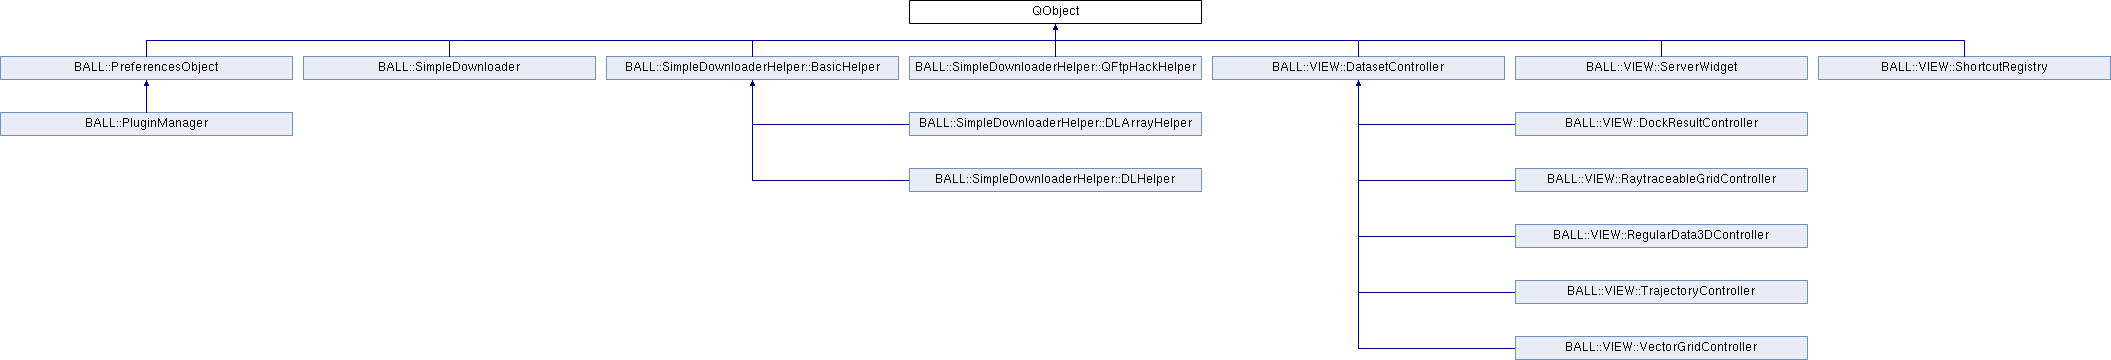 QObject
BALL::PreferencesObject
BALL::SimpleDownloader
BALL::SimpleDownloaderHelper::BasicHelper
BALL::SimpleDownloaderHelper::QFtpHackHelper
BALL::VIEW::DatasetController
BALL::VIEW::ServerWidget
BALL::VIEW::ShortcutRegistry
BALL::PluginManager
BALL::SimpleDownloaderHelper::DLArrayHelper
BALL::VIEW::DockResultController
BALL::SimpleDownloaderHelper::DLHelper
BALL::VIEW::RaytraceableGridController
BALL::VIEW::RegularData3DController
BALL::VIEW::TrajectoryController
BALL::VIEW::VectorGridController